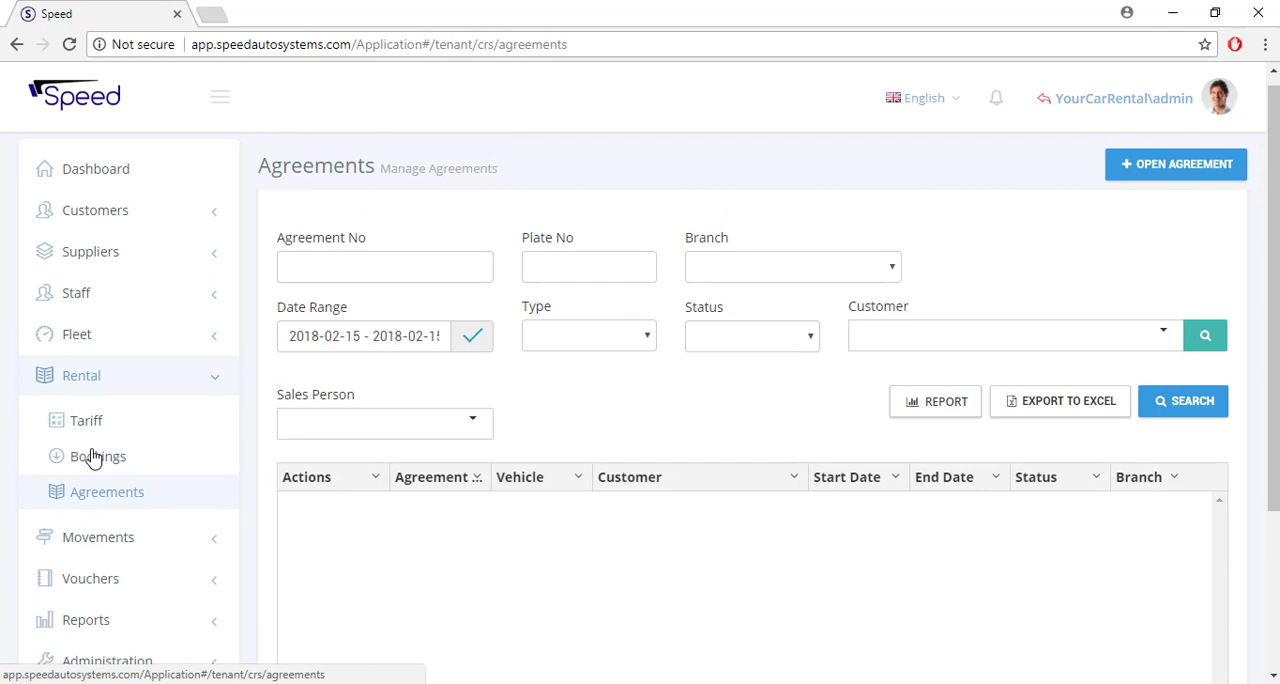 Speed
Not secure app.speedautosystems.com/Application#/tenant/crs/agreements
Speed
English
YourCarRental\admin
Dashboard
Customers
Suppliers
Staff
Fleet
Rental
Tariff
Bookings
Agreements
Movements
Vouchers
Reports
Administration
Agreements Manage Agreements
OPEN AGREEMENT
Agreement No Plate No Branch
Date Range Type Status Customer
2018-02-15 - 2018-02-15
Sales Person
REPORT EXPORT TO EXCEL SEARCH
Actions Agreement ... Vehicle Customer Start Date End Date Status Branch
app.speedautosystems.com/Application#/tenant/crs/agreements